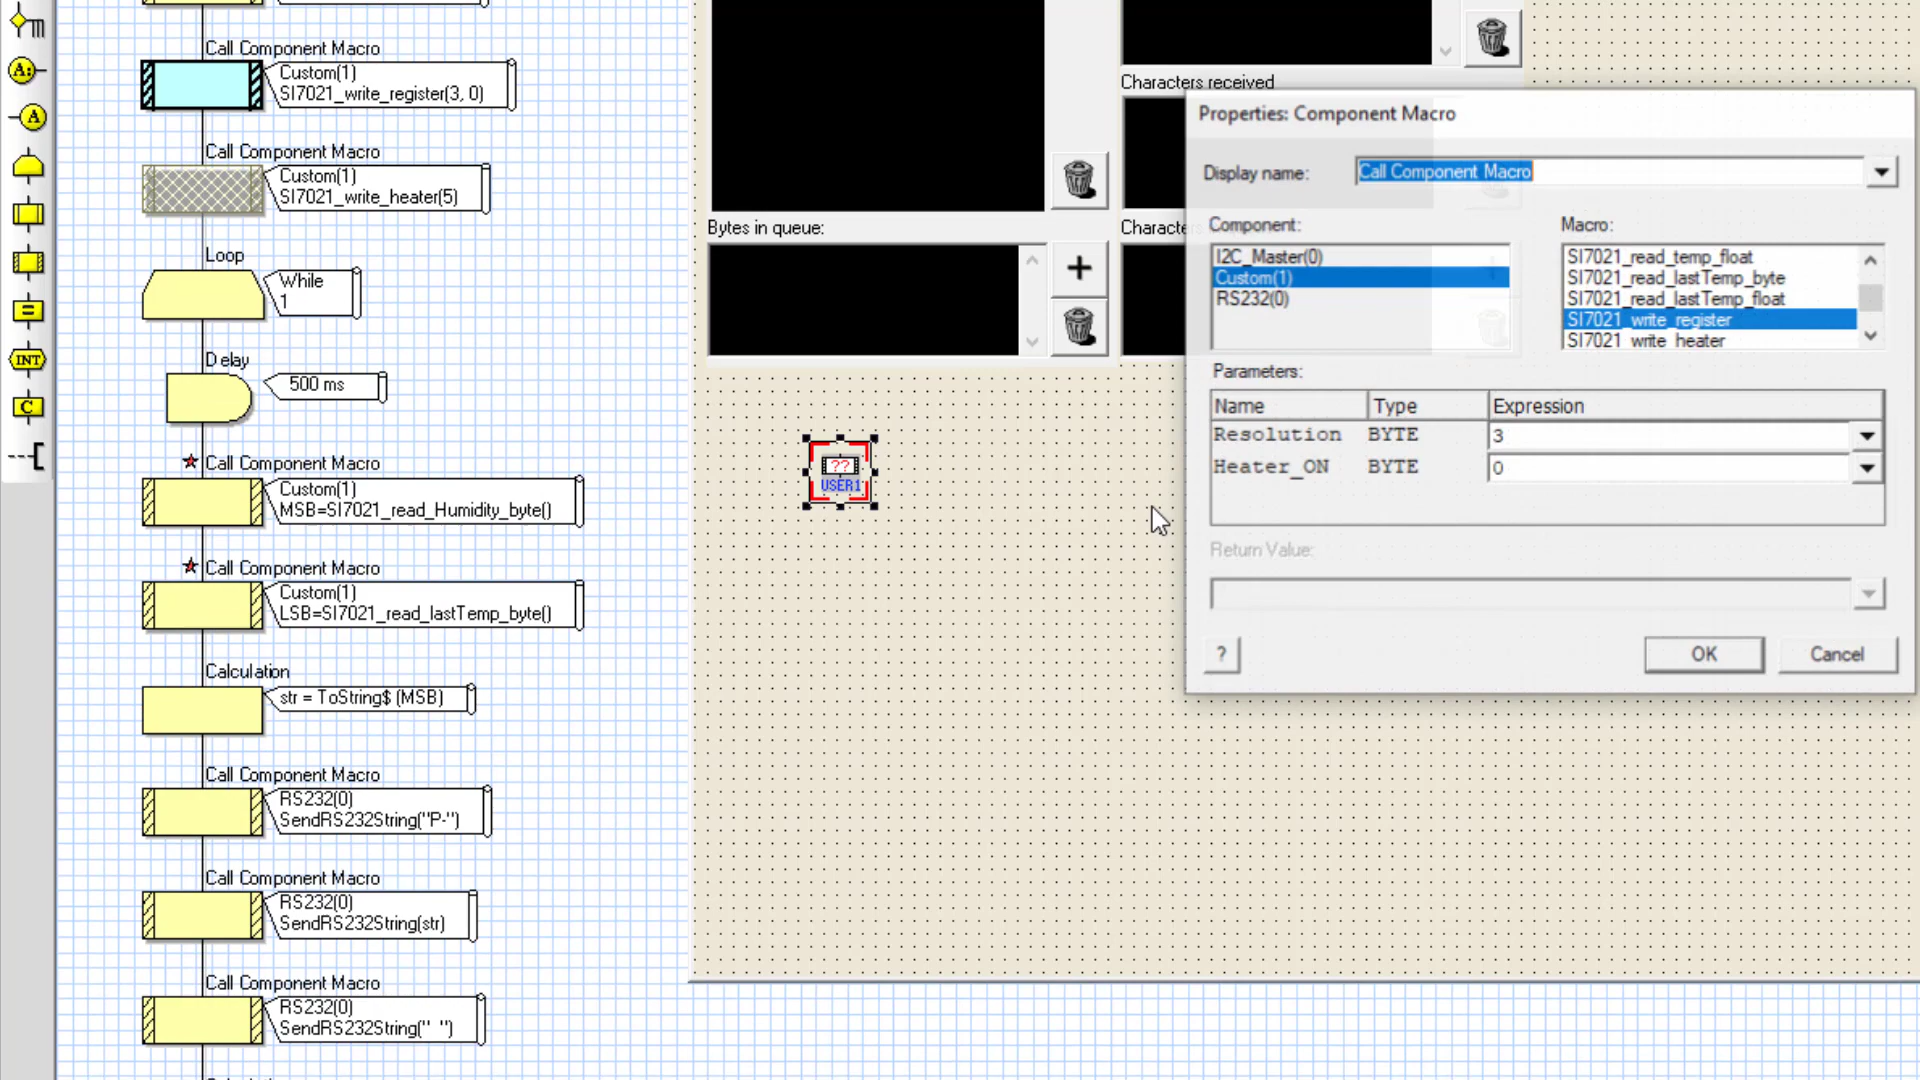 Call Component Macro
Custom(1)
SI7021_write_register(3, 0)
Call Component Macro
Custom(1)
SI7021_write_heater(5)
Loop
While
1
Delay
500 ms
Call Component Macro
Custom(1)
MSB=SI7021_read_Humidity_byte()
Call Component Macro
Custom(1)
LSB=SI7021_read_lastTemp_byte()
Calculation
str = ToString$ (MSB)
Call Component Macro
RS232(0)
SendRS232String("P-")
Call Component Macro
RS232(0)
SendRS232String(str)
Call Component Macro
RS232(0)
SendRS232String(" ")
A:
A
INT
C
Bytes in queue:
+
Characters received
Characte
??
USER1
Properties: Component Macro
Display name:
Call Component Macro
Component:
I2C_Master(0)
Custom(1)
RS232(0)
Macro:
SI7021_read_temp_float
SI7021_read_lastTemp_byte
SI7021_read_lastTemp_float
SI7021_write_register
SI7021_write_heater
Parameters:
Name Type Expression
Resolution BYTE 3
Heater_ON BYTE 0
Return Value:
?
OK
Cancel